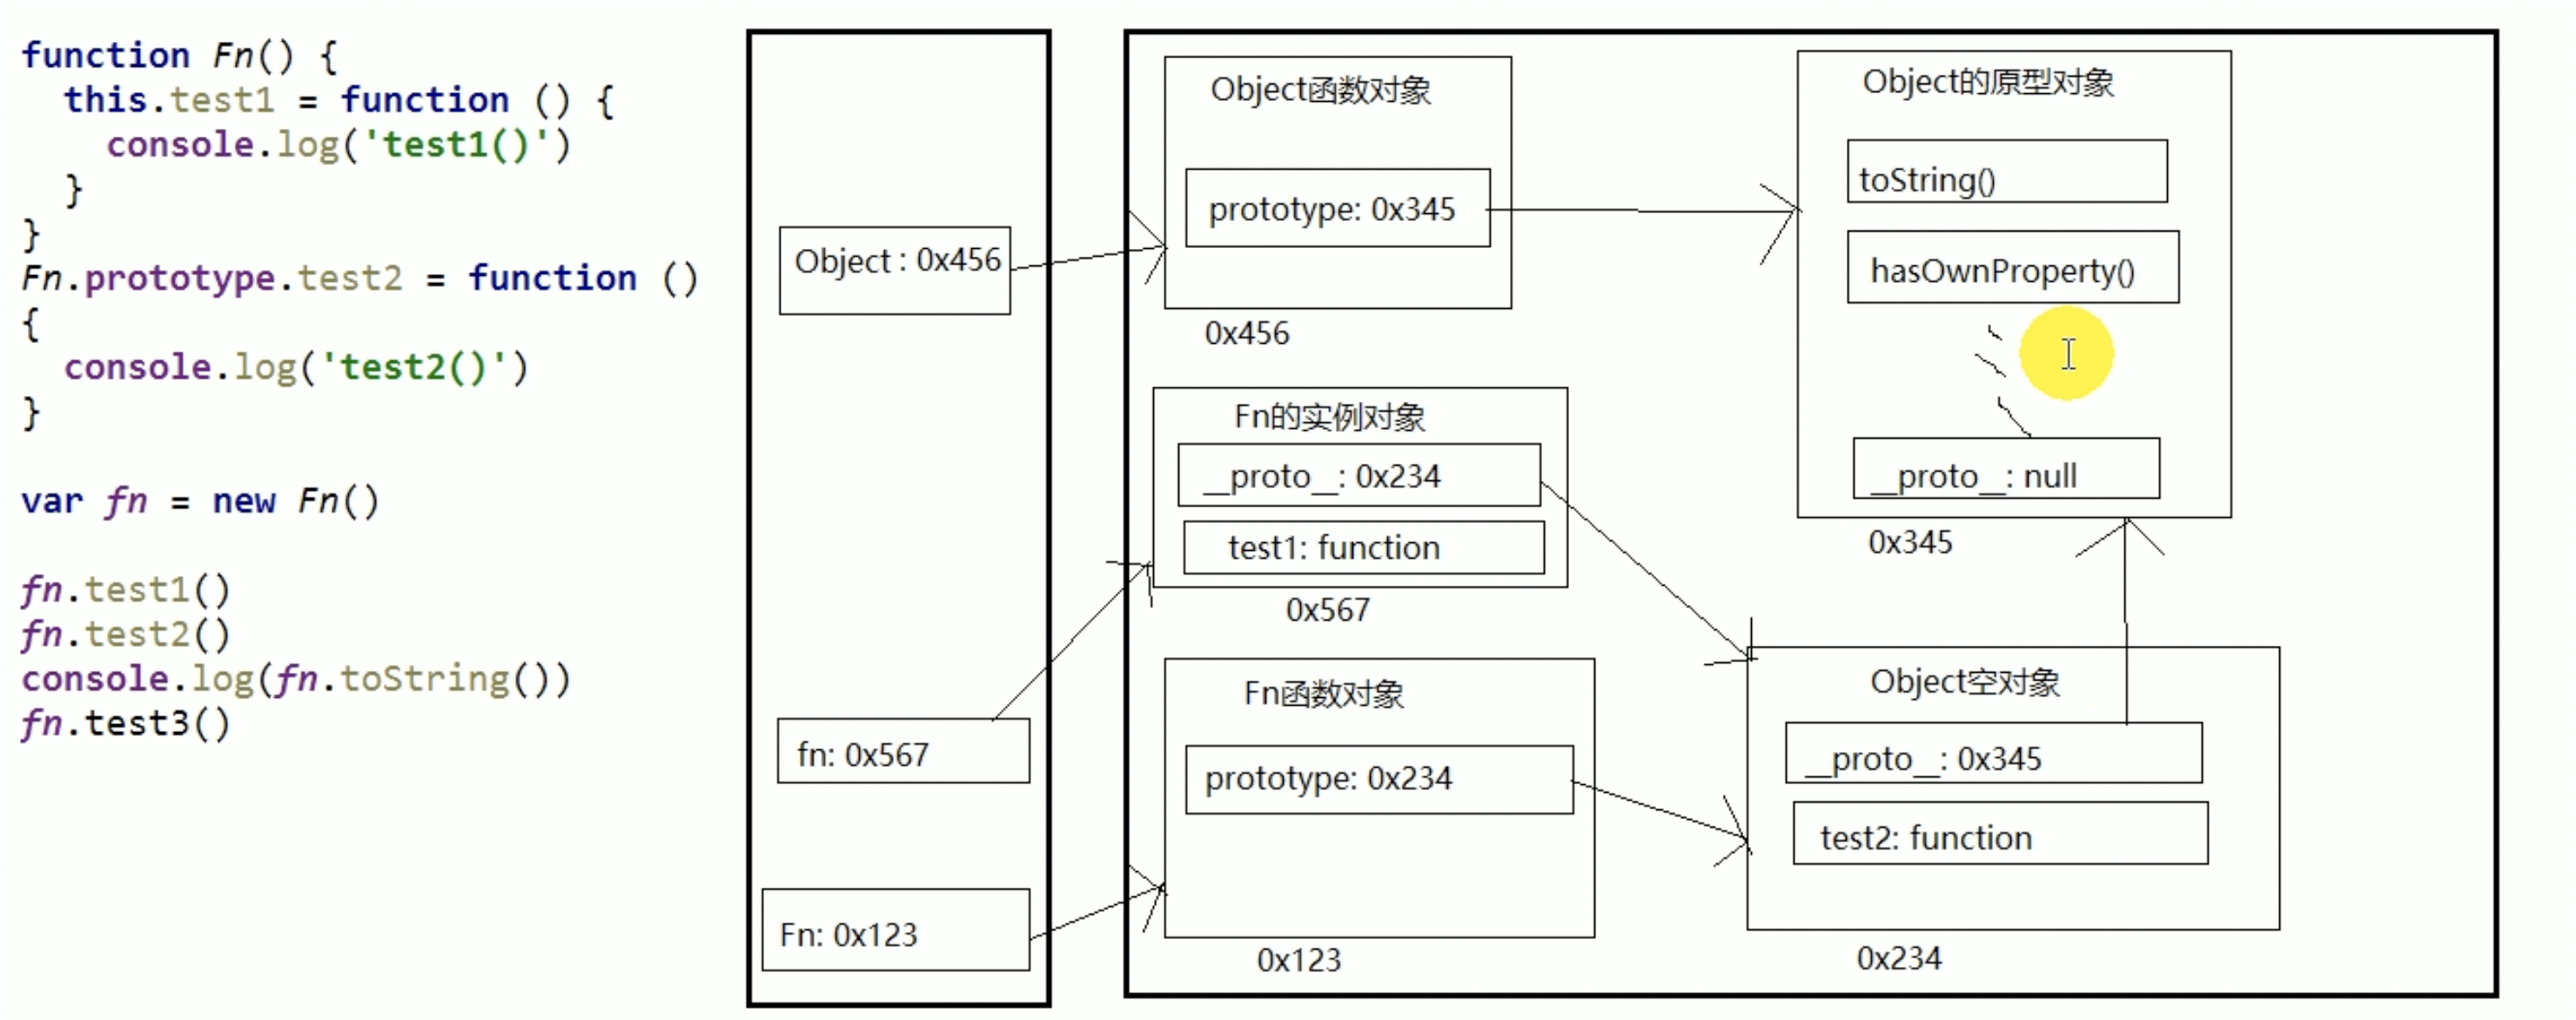 function Fn() {
this.test1 = function () {
console.log('test1()')
}
}
Fn.prototype.test2 = function ()
{
console.log('test2()')
}
var fn = new Fn()
fn.test1()
fn.test2()
console.log(fn.toString())
fn.test3()
Object : 0x456
fn: 0x567
Fn: 0x123
Object函数对象
prototype: 0x345
0x456
Fn的实例对象
__proto__: 0x234
test1: function
0x567
Fn函数对象
prototype: 0x234
0x123
Object的原型对象
toString()
hasOwnProperty()
__proto__: null
0x345
Object空对象
__proto__: 0x345
test2: function
0x234